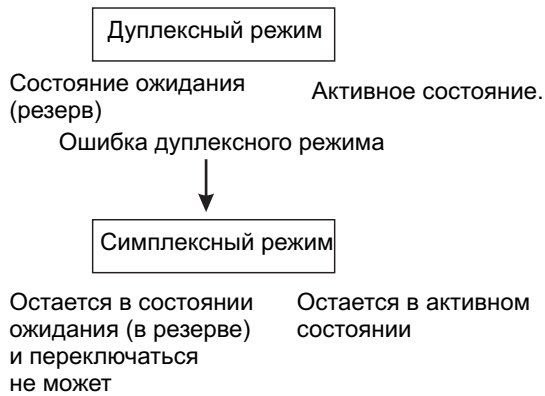 Дуплексный режим
Состояние ожидания
(резерв)
Активное состояние.
Ошибка дуплексного режима
Симплексный режим
Остается в состоянии
ожидания (в резерве)
и переключаться
не может
Остается в активном
состоянии